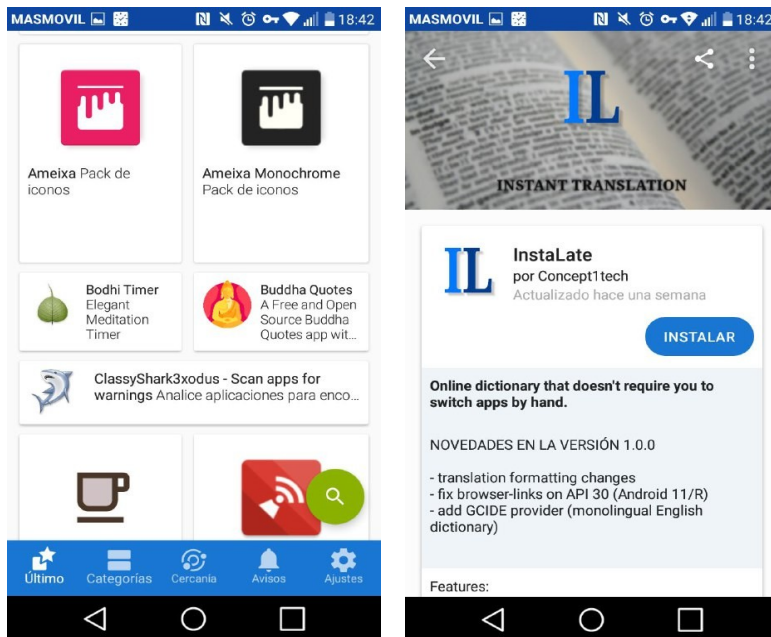 MASMOVIL
18:42
Ameixa Pack de
iconos
Ameixa Monochrome
Pack de iconos
Bodhi Timer
Elegant
Meditation
Timer
Buddha Quotes
A Free and Open
Source Buddha
Quotes app wit...
ClassyShark3xodus - Scan apps for
warnings Analice aplicaciones para enco...
Último
Categorías
Cercanía
Avisos
Ajustes
MASMOVIL
18:42
IL
INSTANT TRANSLATION
IL
InstaLate
por Concept1tech
Actualizado hace una semana
INSTALAR
Online dictionary that doesn't require you to
switch apps by hand.
NOVEDADES EN LA VERSIÓN 1.0.0
- translation formatting changes
- fix browser-links on API 30 (Android 11/R)
- add GCIDE provider (monolingual English
dictionary)
Features: